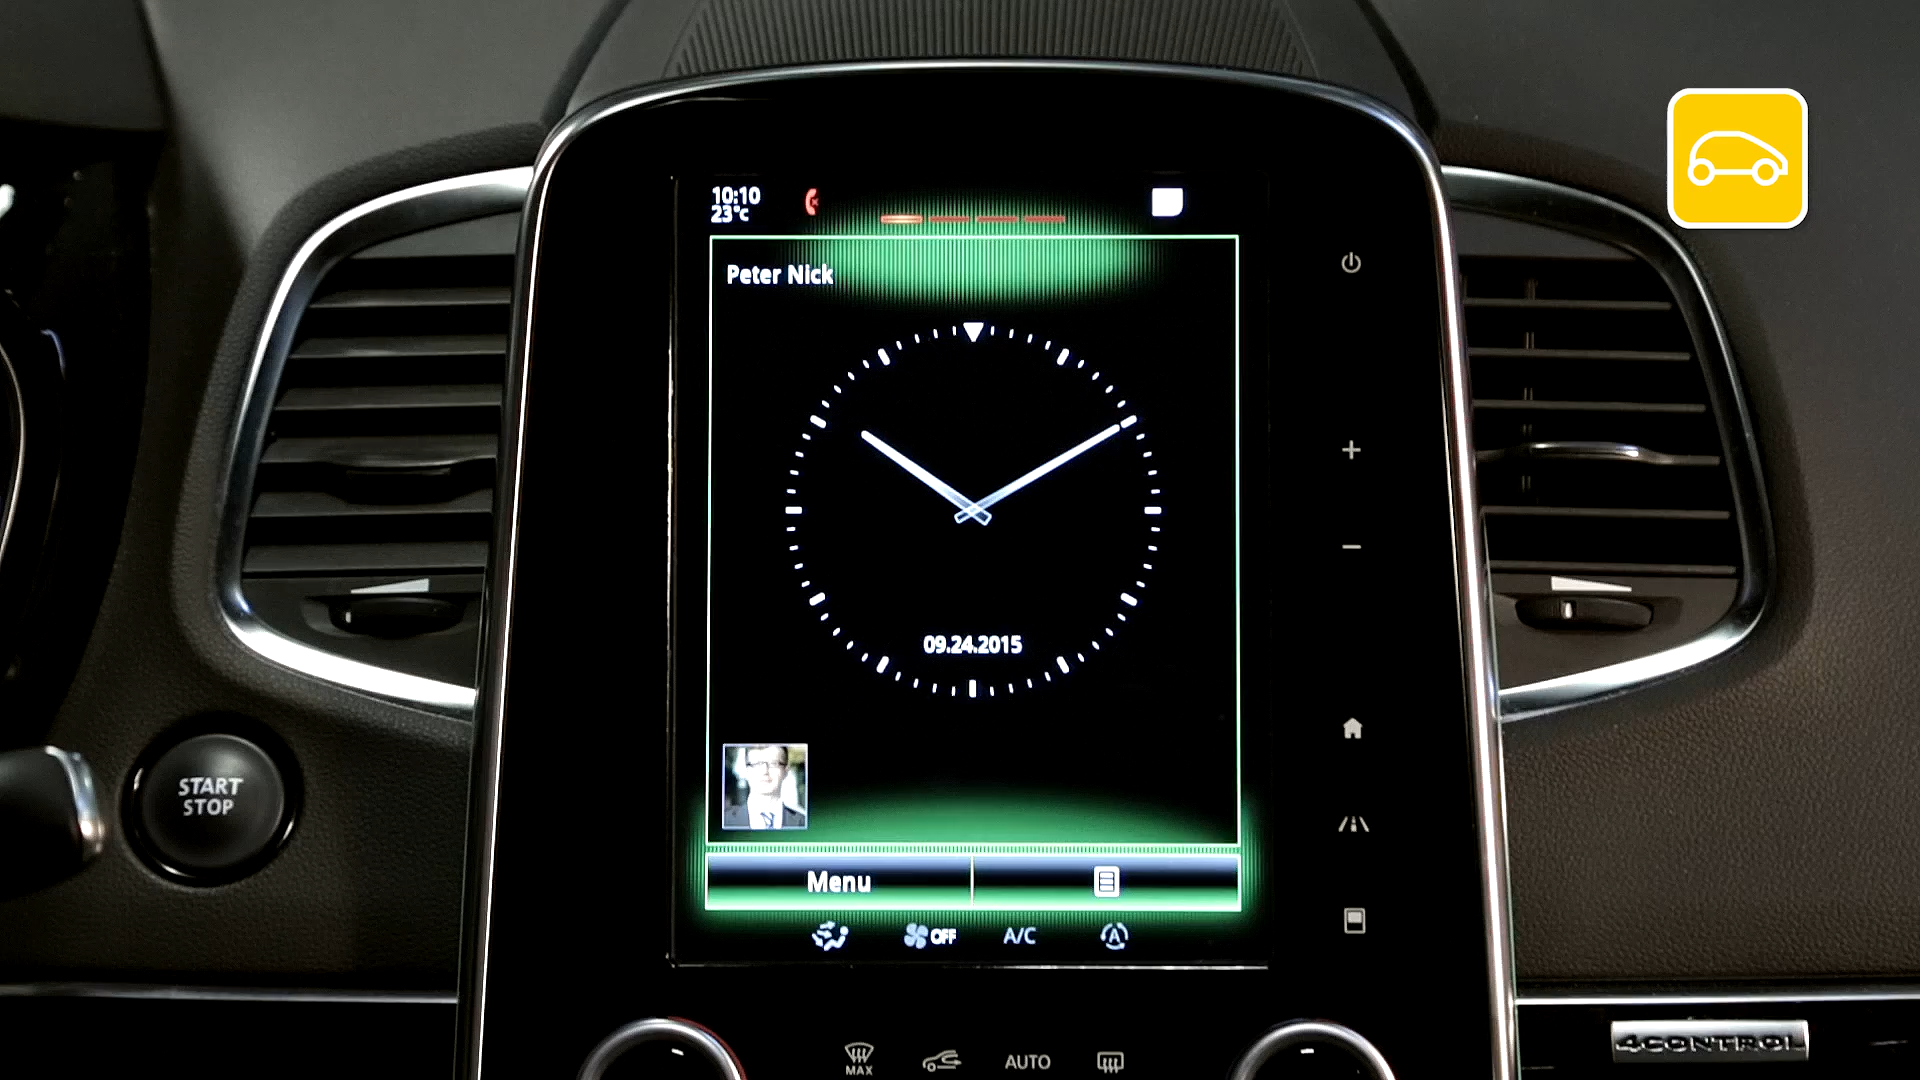 10:10
23°C
Peter Nick
09.24.2015
START
STOP
Menu
OFF
A/C
A
MAX
AUTO
4CONTROL